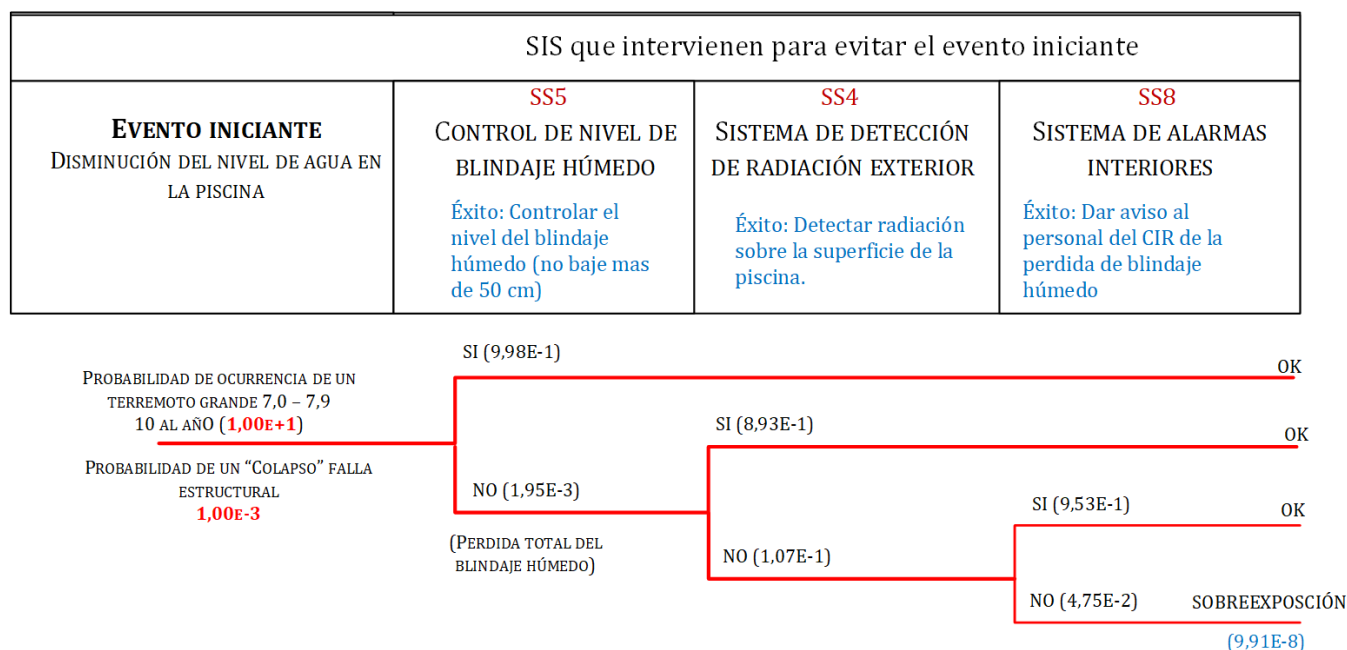 SIS que intervienen para evitar el evento iniciante
EVENTO INICIANTE
DISMINUCIÓN DEL NIVEL DE AGUA EN
LA PISCINA
SS5
CONTROL DE NIVEL DE
BLINDAJE HÚMEDO
Éxito: Controlar el
nivel del blindaje
húmedo (no baje mas
de 50 cm)
SS4
SISTEMA DE DETECCIÓN
DE RADIACIÓN EXTERIOR
Éxito: Detectar radiación
sobre la superficie de la
piscina.
SS8
SISTEMA DE ALARMAS
INTERIORES
Éxito: Dar aviso al
personal del CIR de la
perdida de blindaje
húmedo
SI (9,98E-1)
OK
PROBABILIDAD DE OCURRENCIA DE UN
TERREMOTO GRANDE 7,0 – 7,9
10 AL AÑO (1,00E+1)
PROBABILIDAD DE UN “COLAPSO” FALLA
ESTRUCTURAL
1,00E-3
SI (8,93E-1)
OK
NO (1,95E-3)
(PERDIDA TOTAL DEL
BLINDAJE HÚMEDO)
SI (9,53E-1)
OK
NO (1,07E-1)
NO (4,75E-2)
SOBREEXPOSCIÓN
(9,91E-8)